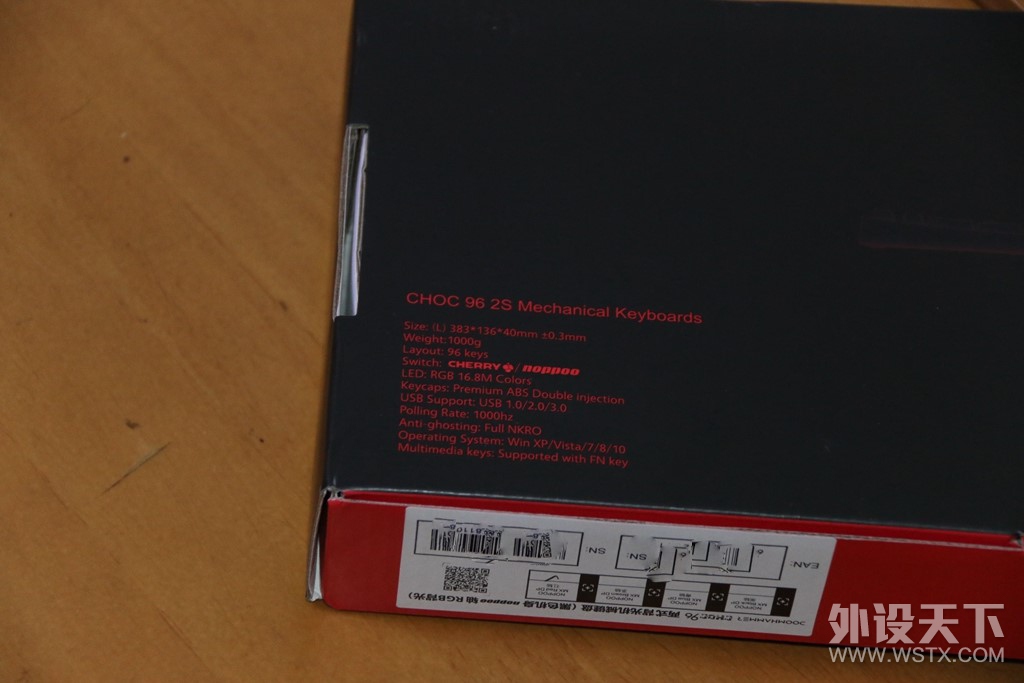 CHOC 96 2S Mechanical Keyboards
Size: (L) 383*136*40mm ±0.3mm
Weight:1000g
Layout: 96 keys
Switch: CHERRY / noppoo
LED: RGB 16.8M Colors
Keycaps: Premium ABS Double injection
USB Support: USB 1.0/2.0/3.0
Polling Rate: 1000hz
Anti-ghosting: Full NKRO
Operating System: Win XP/Vista/7/8/10
Multimedia keys: Supported with FN key
EAN:
SN:
SN:
外设天下
WWW.WSTX.COM